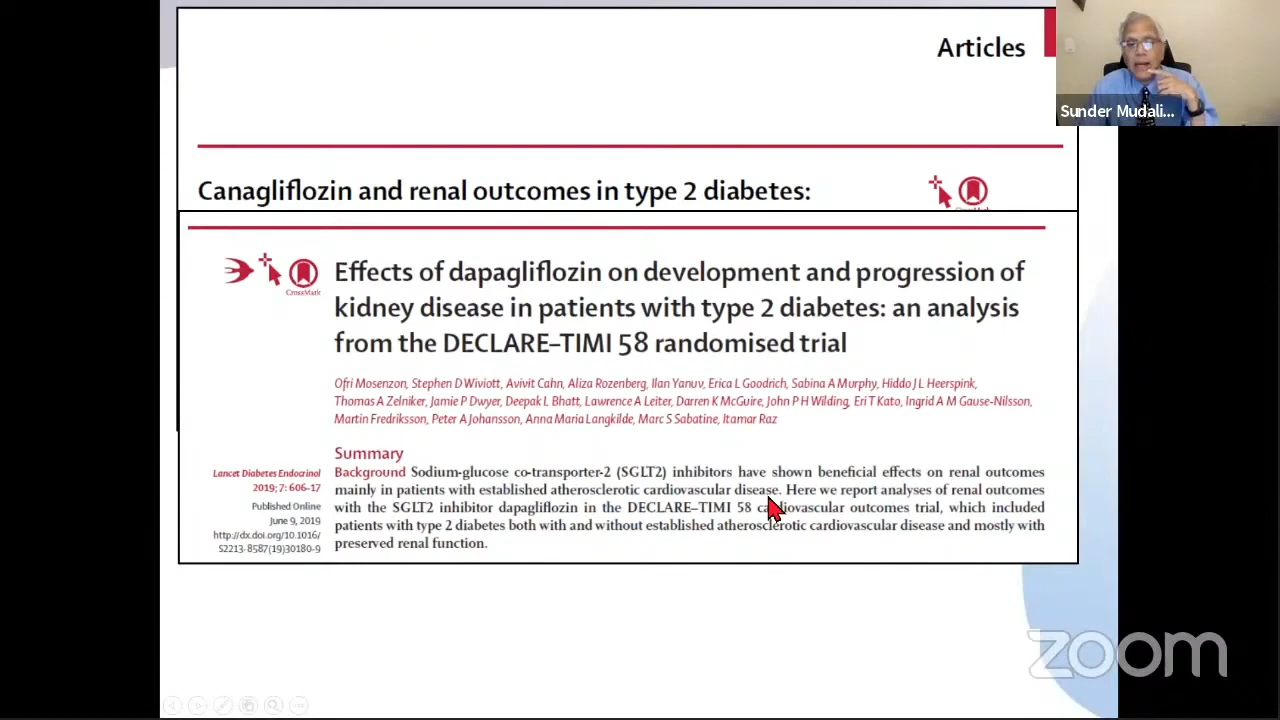 Articles
Sunder Mudali...
Canagliflozin and renal outcomes in type 2 diabetes:
CrossMark
Effects of dapagliflozin on development and progression of
kidney disease in patients with type 2 diabetes: an analysis
from the DECLARE–TIMI 58 randomised trial
Ofri Mosenzon, Stephen D Wiviott, Avivit Cahn, Aliza Rozenberg, Ilan Yanuv, Erica L Goodrich, Sabina A Murphy, Hiddo J L Heerspink,
Thomas A Zelniker, Jamie P Dwyer, Deepak L Bhatt, Lawrence A Leiter, Darren K McGuire, John P H Wilding, Eri T Kato, Ingrid A M Gause-Nilsson,
Martin Fredriksson, Peter A Johansson, Anna Maria Langkilde, Marc S Sabatine, Itamar Raz
Summary
Lancet Diabetes Endocrinol
2019; 7: 606–17
Published Online
June 9, 2019
http://dx.doi.org/10.1016/
S2213-8587(19)30180-9
Background Sodium-glucose co-transporter-2 (SGLT2) inhibitors have shown beneficial effects on renal outcomes
mainly in patients with established atherosclerotic cardiovascular disease. Here we report analyses of renal outcomes
with the SGLT2 inhibitor dapagliflozin in the DECLARE–TIMI 58 cardiovascular outcomes trial, which included
patients with type 2 diabetes both with and without established atherosclerotic cardiovascular disease and mostly with
preserved renal function.
zoom